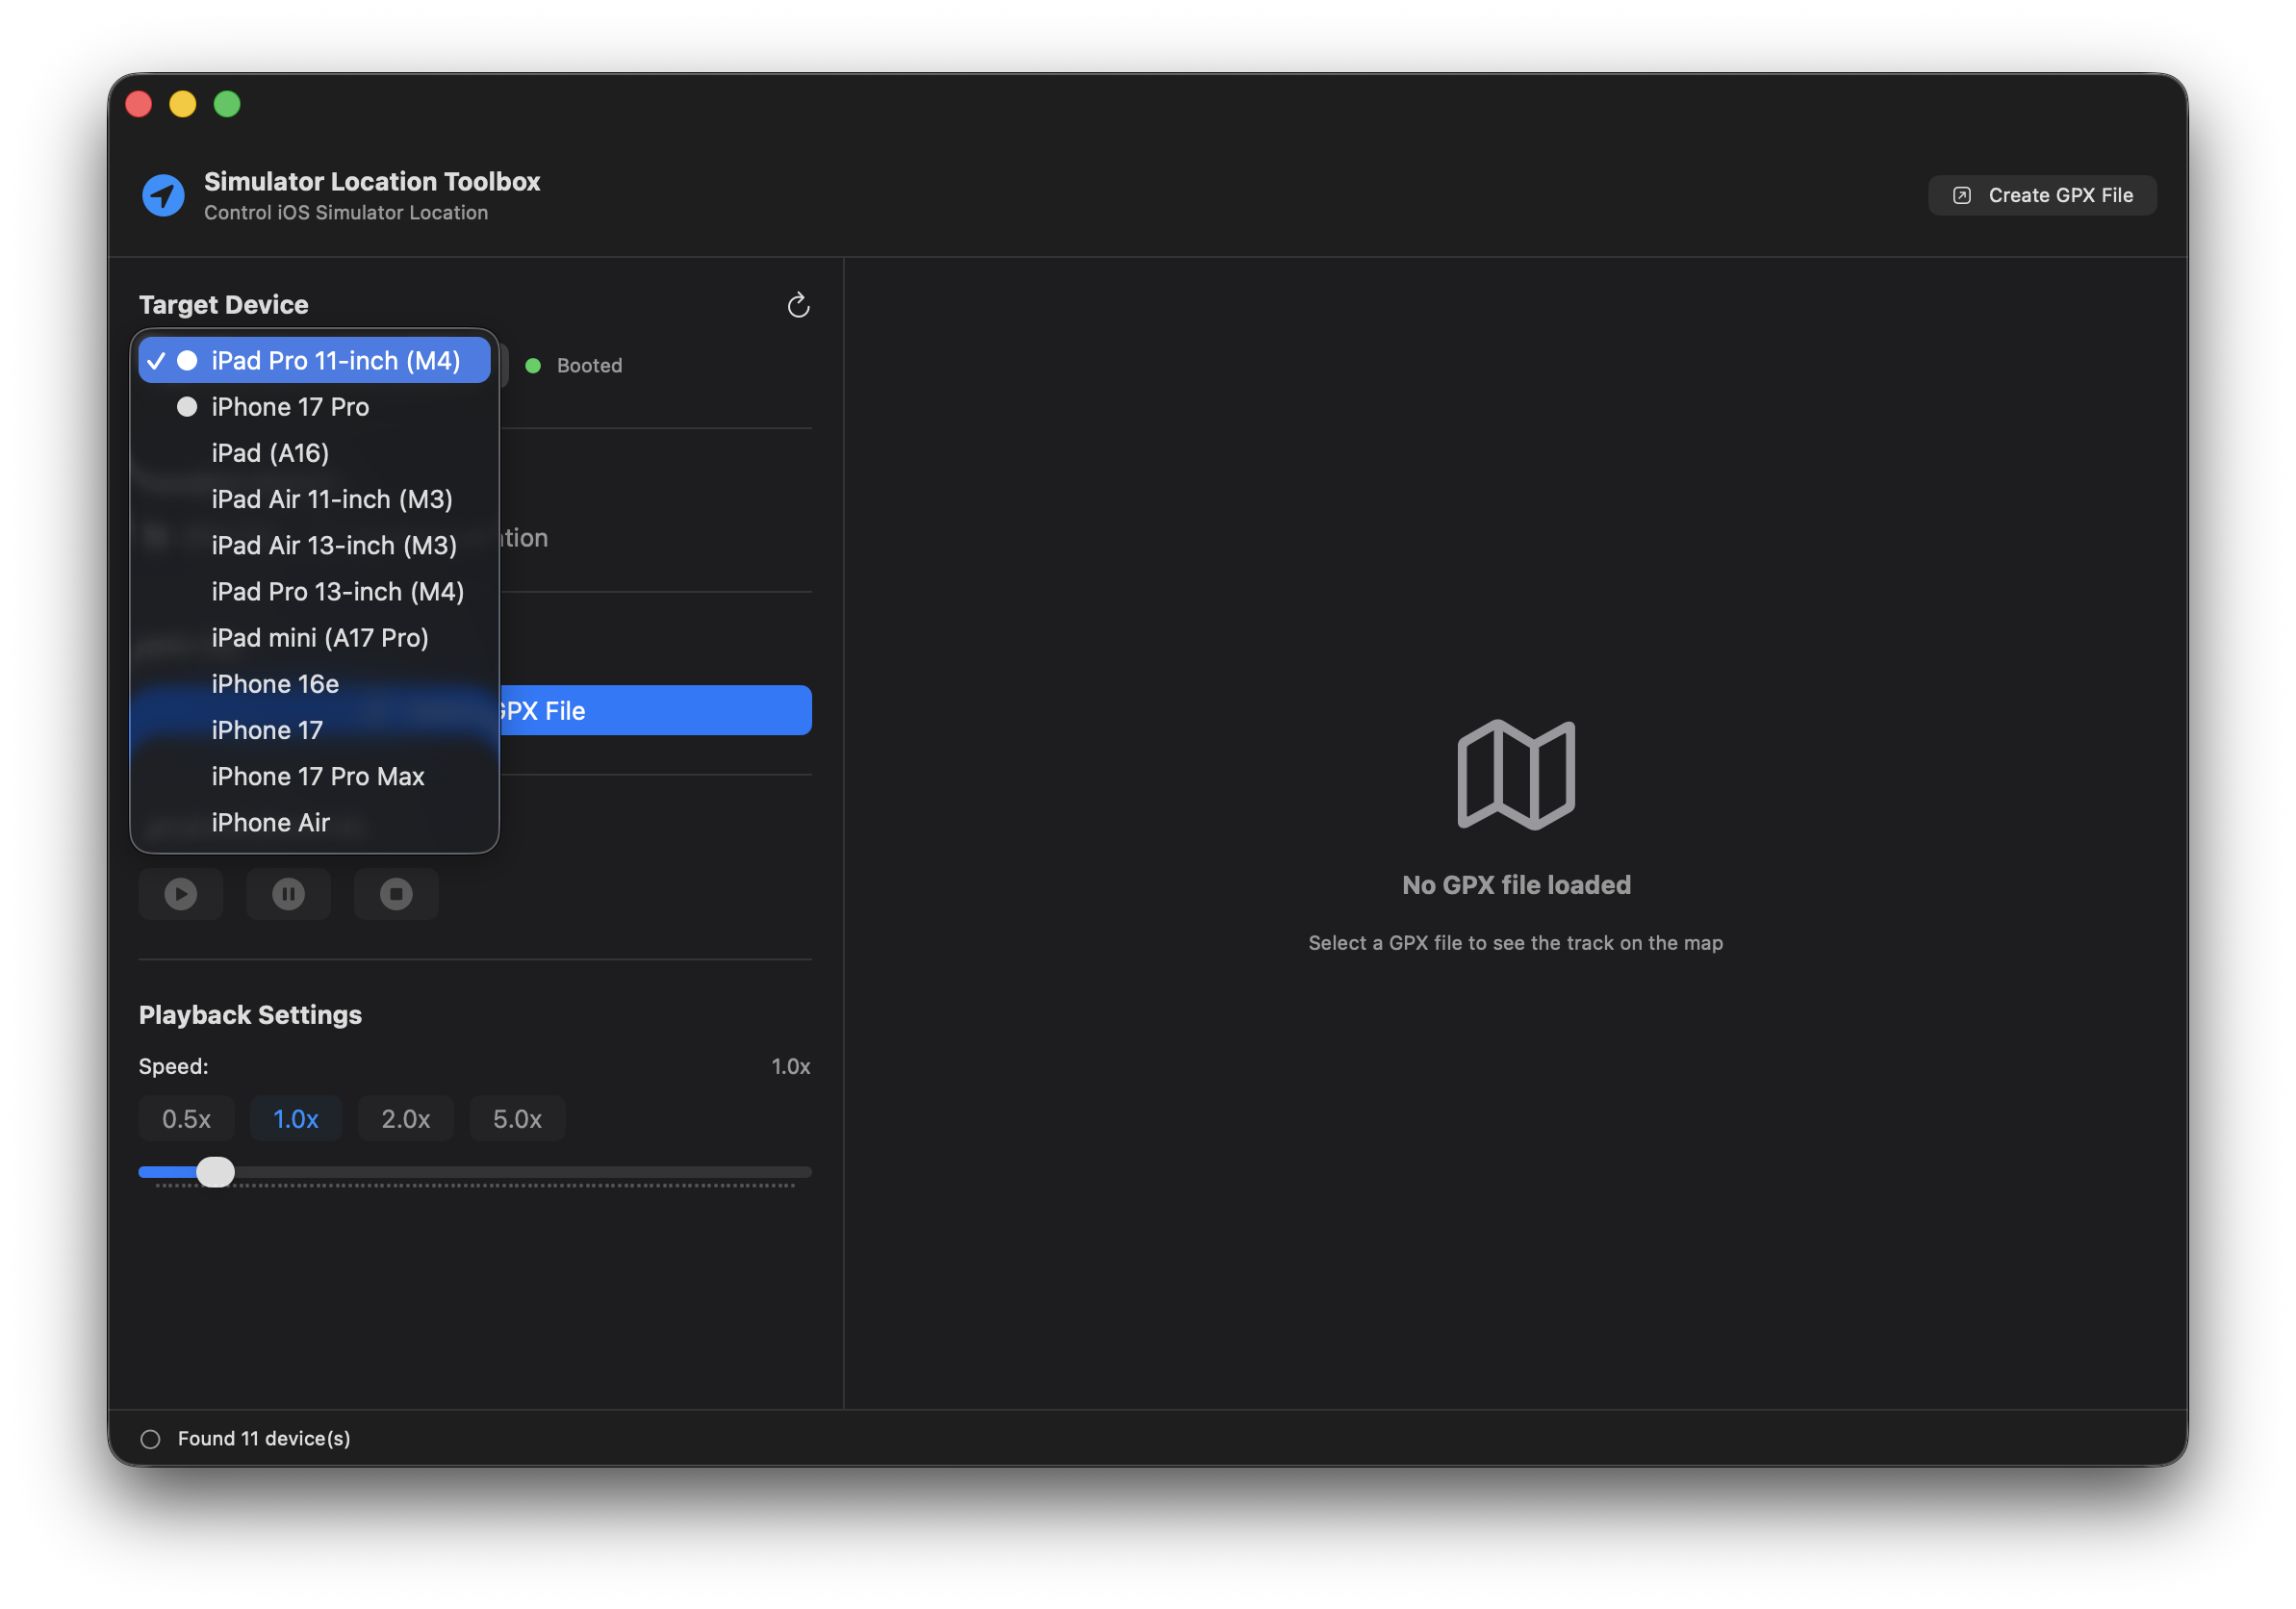 Simulator Location Toolbox
Control iOS Simulator Location
Create GPX File
Target Device
iPad Pro 11-inch (M4)
Booted
iPhone 17 Pro
iPad (A16)
iPad Air 11-inch (M3)
iPad Air 13-inch (M3)
iPad Pro 13-inch (M4)
iPad mini (A17 Pro)
iPhone 16e
GPX File
iPhone 17
iPhone 17 Pro Max
iPhone Air
No GPX file loaded
Select a GPX file to see the track on the map
Playback Settings
Speed:
1.0x
0.5x 1.0x 2.0x 5.0x
Found 11 device(s)